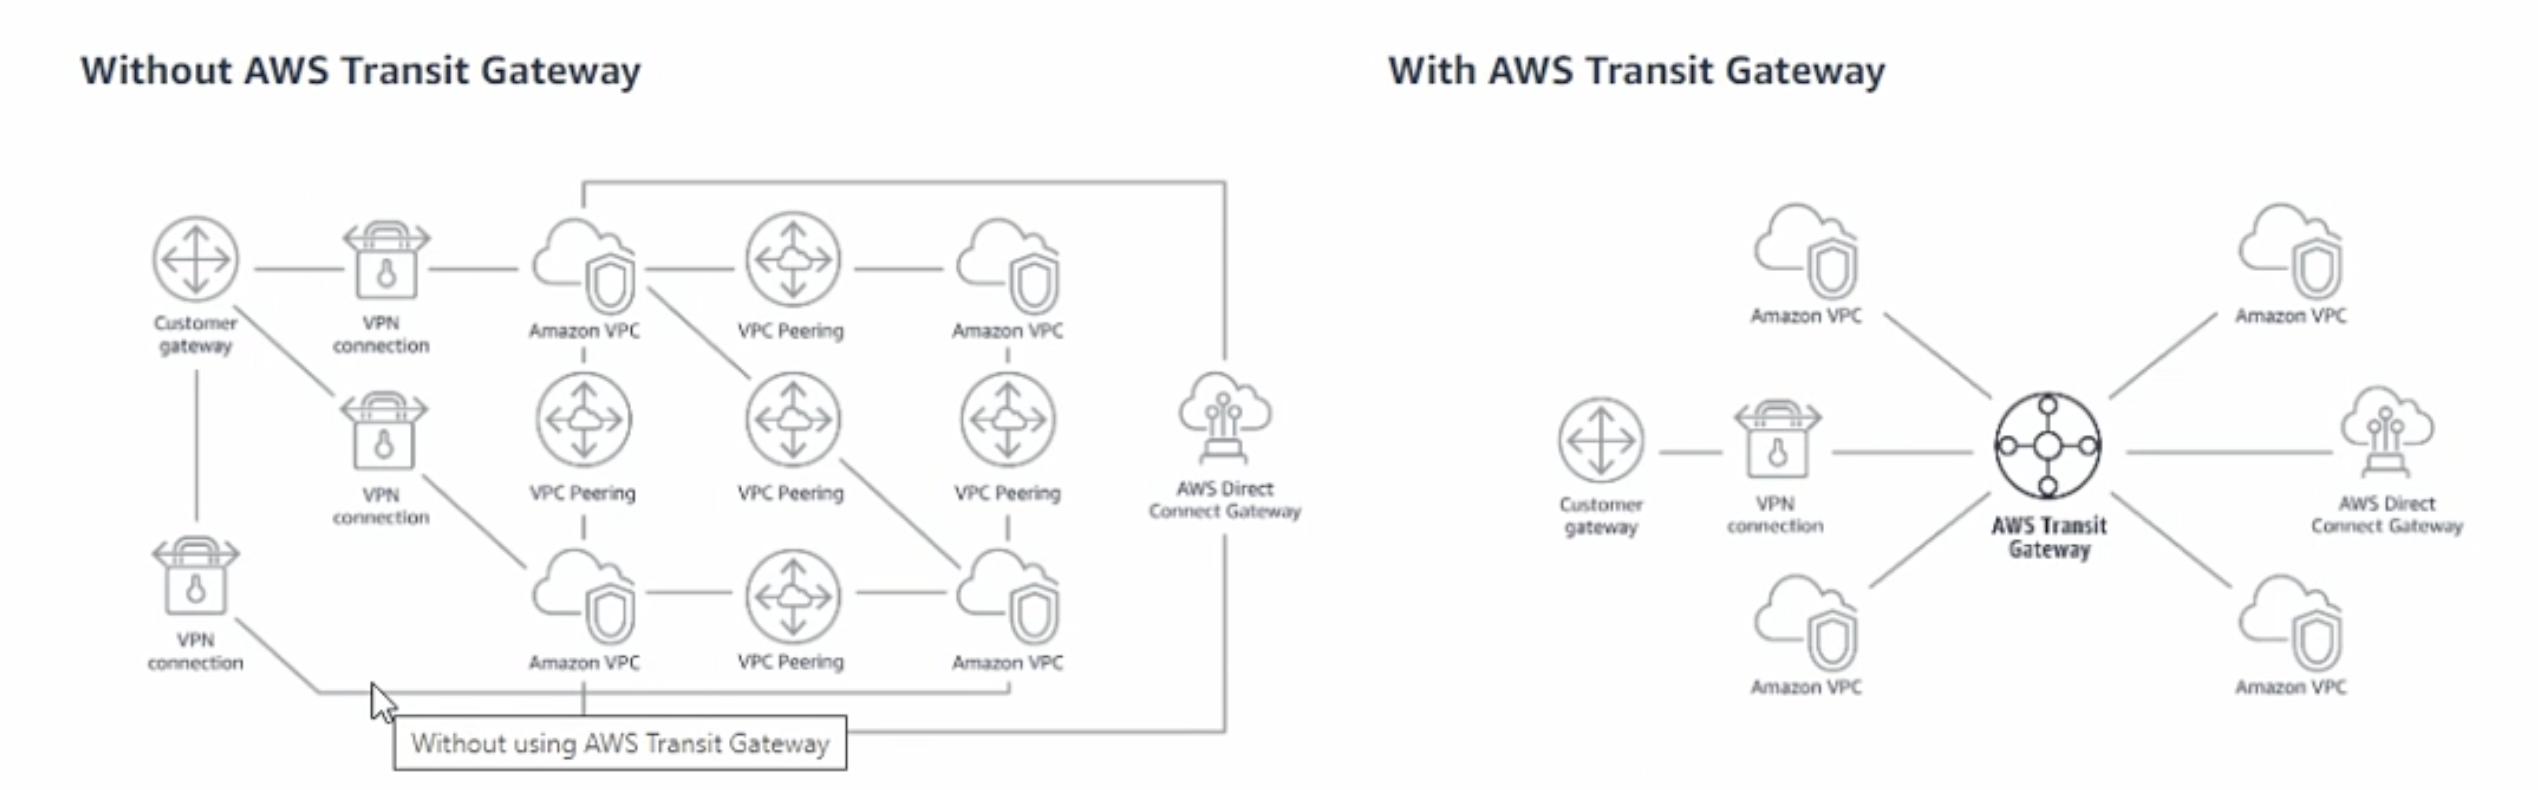 Without AWS Transit Gateway
With AWS Transit Gateway
Customer
gateway
VPN
connection
Amazon VPC
VPC Peering
Amazon VPC
VPN
connection
VPC Peering
VPC Peering
VPC Peering
AWS Direct
Connect Gateway
VPN
connection
Amazon VPC
VPC Peering
Amazon VPC
Without using AWS Transit Gateway
Amazon VPC
Amazon VPC
Customer
gateway
VPN
connection
AWS Transit
Gateway
AWS Direct
Connect Gateway
Amazon VPC
Amazon VPC